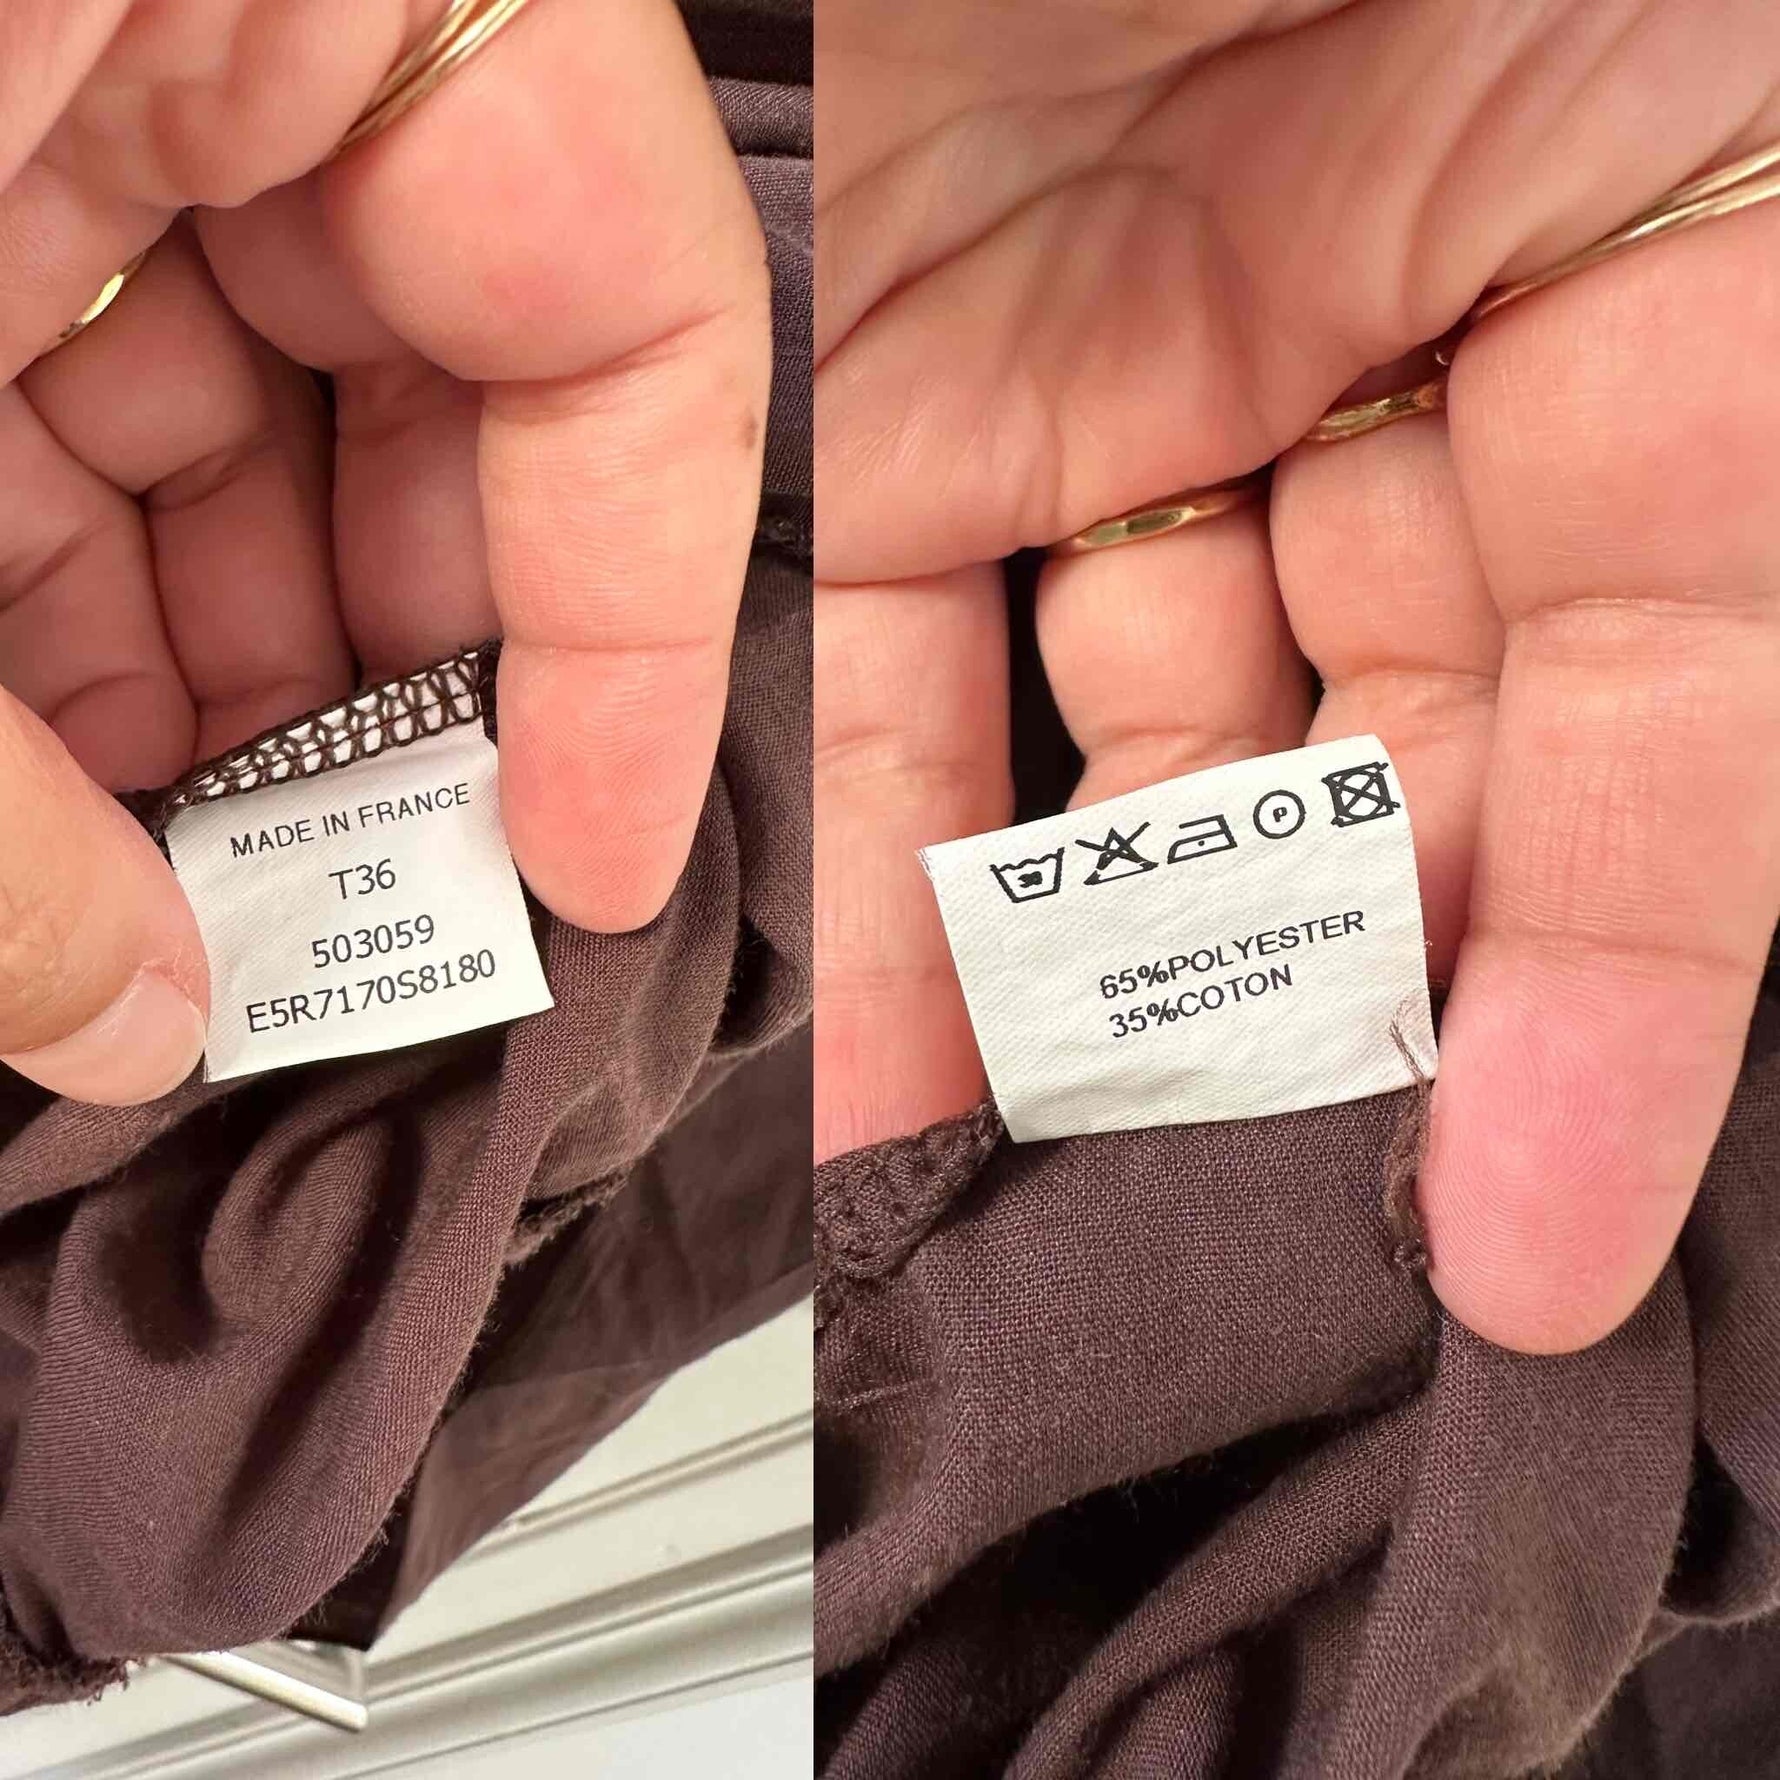 MADE IN FRANCE
T36
503059
E5R7170S8180
P
65%POLYESTER
35%COTON